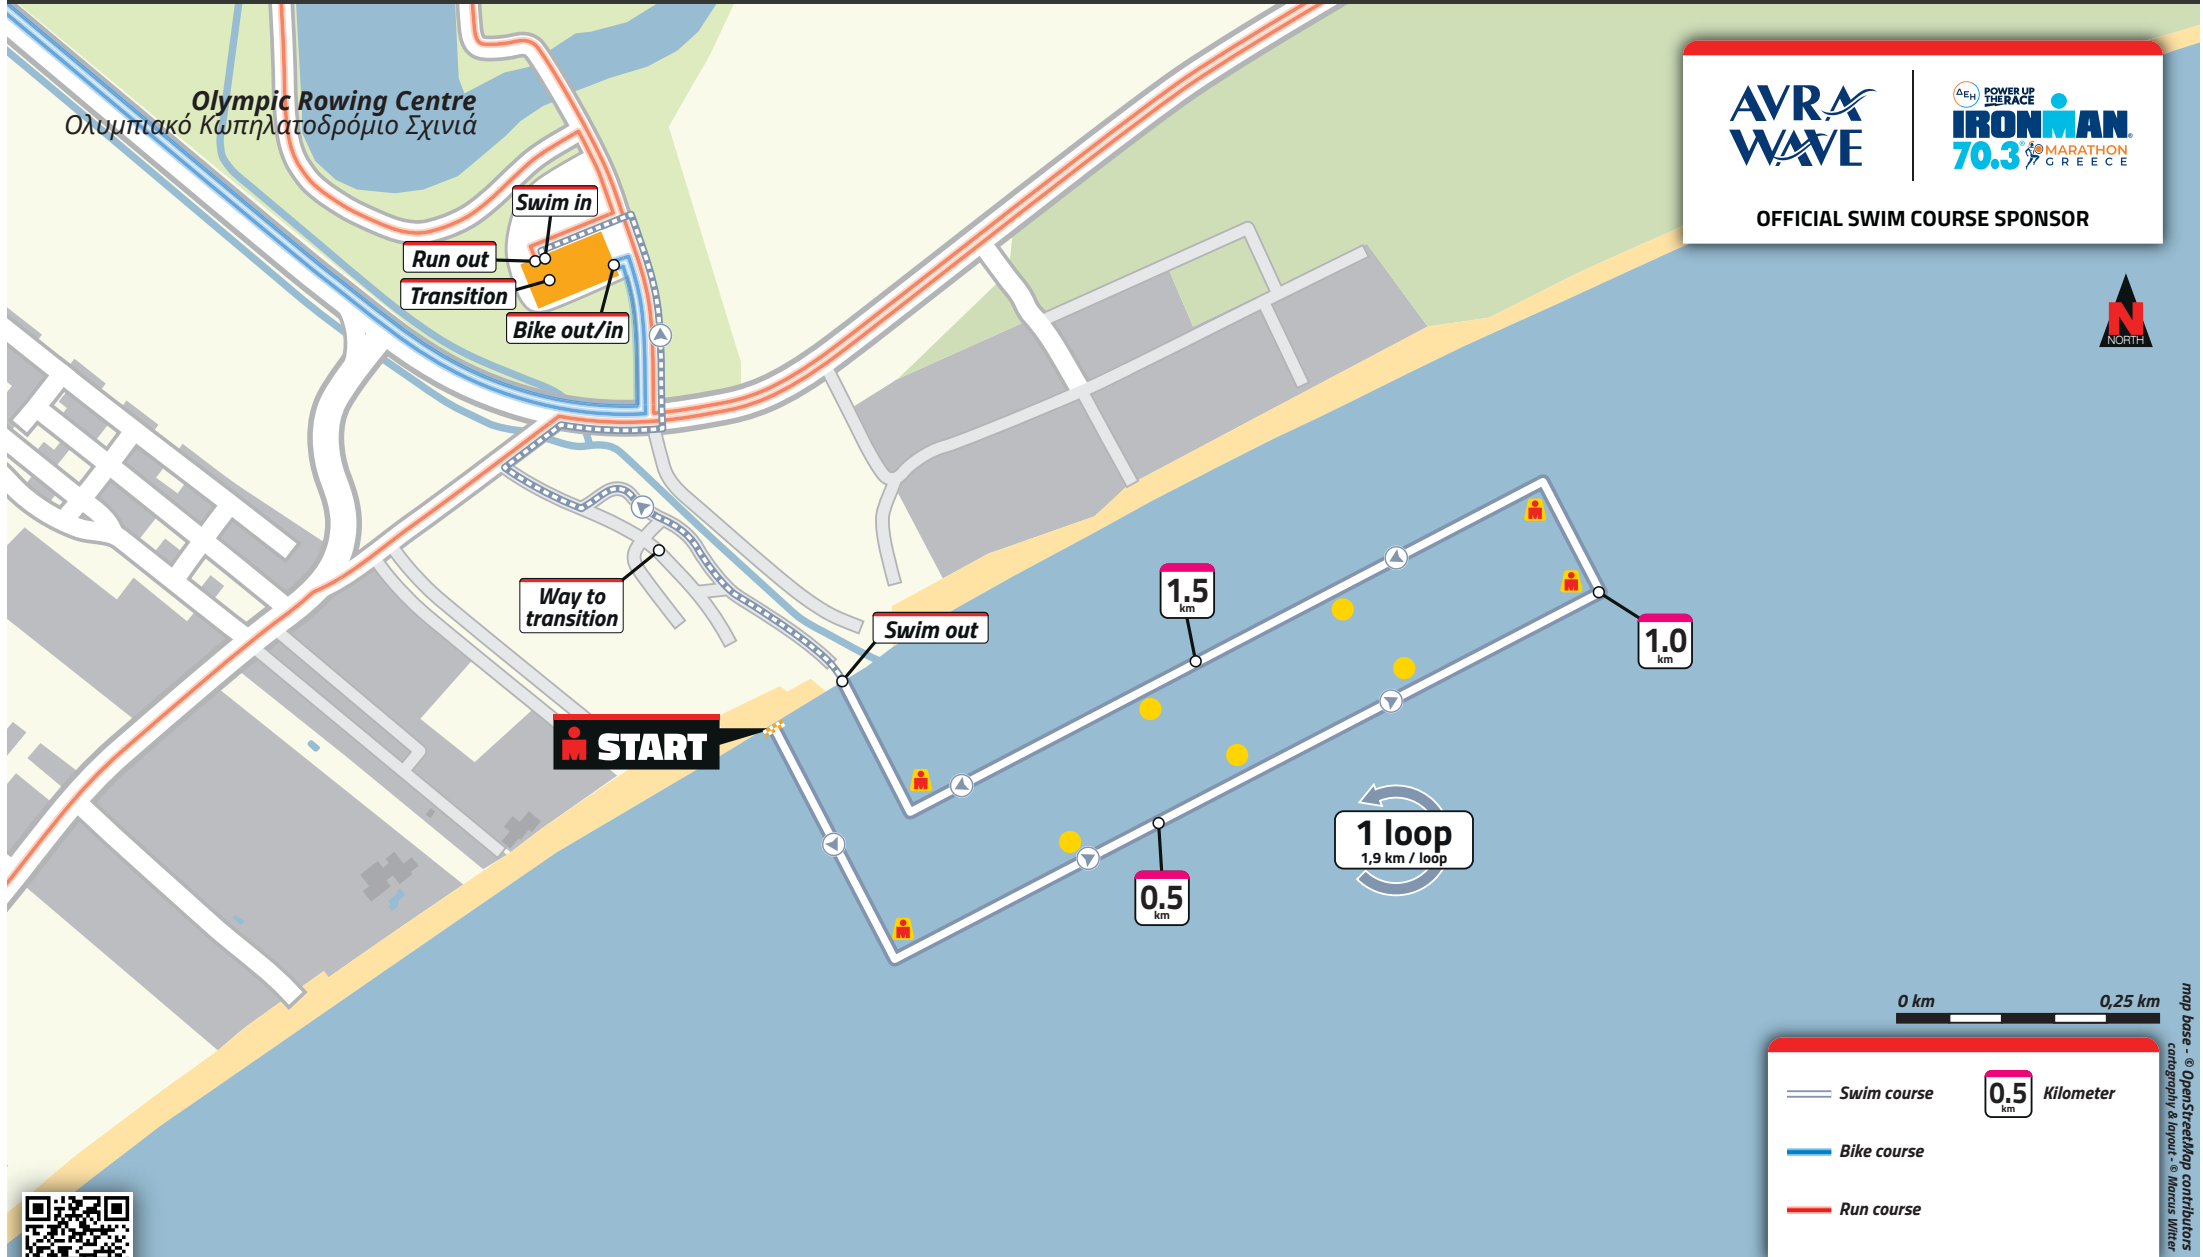 Olympic Rowing Centre
Ολυμπιακό Κωπηλατοδρόμιο Σχινιά
AVRA
WAVE
ΔΕΗ
POWER UP
THE RACE
IRONMAN®
70.3®
MARATHON
GREECE
OFFICIAL SWIM COURSE SPONSOR
N
NORTH
Swim in
Run out
Transition
Bike out/in
Way to
transition
Swim out
START
1.5
km
1.0
km
0.5
km
1 loop
1,9 km / loop
0 km
0,25 km
Swim course
0.5
km
Kilometer
Bike course
Run course
map base - © OpenStreetMap contributors
cartography & layout - © Marcus Witter